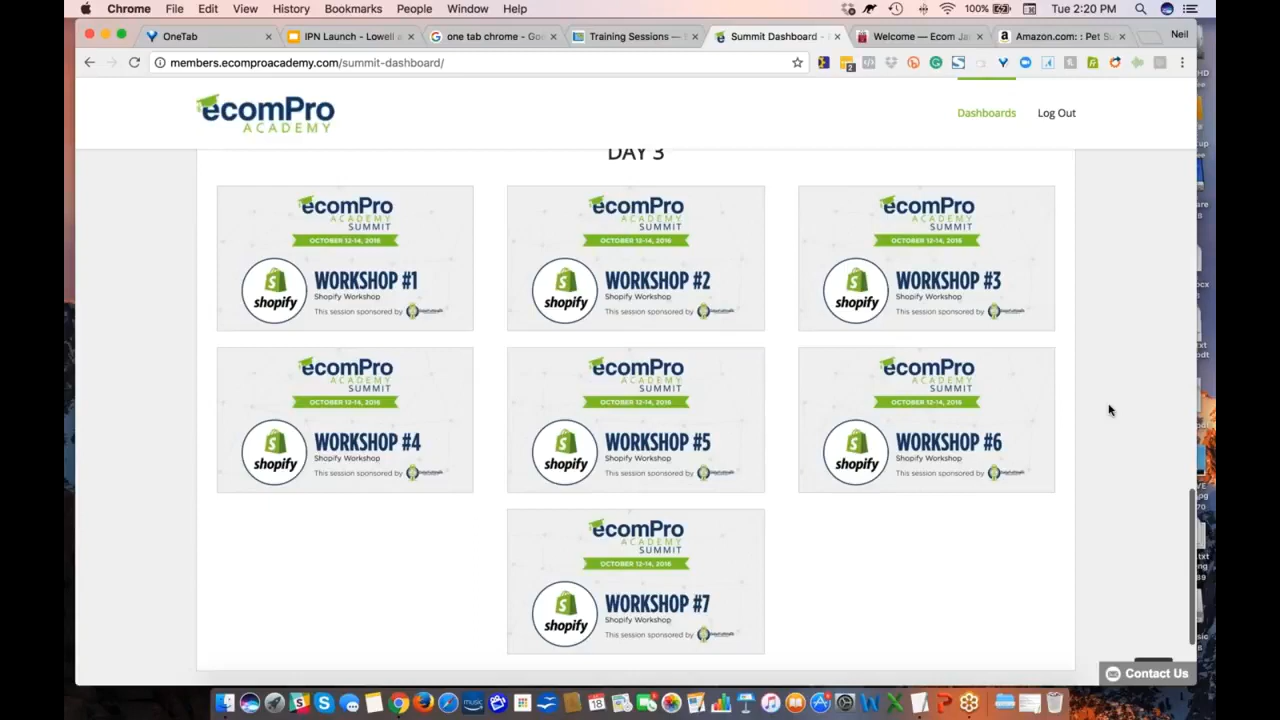 Chrome File Edit View History Bookmarks People Window Help 100% Tue 2:20 PM
OneTab IPN Launch - Lowell a one tab chrome - Goo Training Sessions — Summit Dashboard - Welcome — Ecom Ja Amazon.com: : Pet Su Neil
members.ecomproacademy.com/summit-dashboard/
ecomPro
ACADEMY
Dashboards Log Out
DAY 3
ecomPro ecomPro ecomPro
ACADEMY ACADEMY ACADEMY
SUMMIT SUMMIT SUMMIT
OCTOBER 12-14, 2016 OCTOBER 12-14, 2016 OCTOBER 12-14, 2016
WORKSHOP #1 WORKSHOP #2 WORKSHOP #3
Shopify Workshop Shopify Workshop Shopify Workshop
shopify shopify shopify
This session sponsored by This session sponsored by This session sponsored by
ecomPro ecomPro ecomPro
ACADEMY ACADEMY ACADEMY
SUMMIT SUMMIT SUMMIT
OCTOBER 12-14, 2016 OCTOBER 12-14, 2016 OCTOBER 12-14, 2016
WORKSHOP #4 WORKSHOP #5 WORKSHOP #6
Shopify Workshop Shopify Workshop Shopify Workshop
shopify shopify shopify
This session sponsored by This session sponsored by This session sponsored by
ecomPro
ACADEMY
SUMMIT
OCTOBER 12-14, 2016
WORKSHOP #7
Shopify Workshop
shopify
This session sponsored by
Contact Us